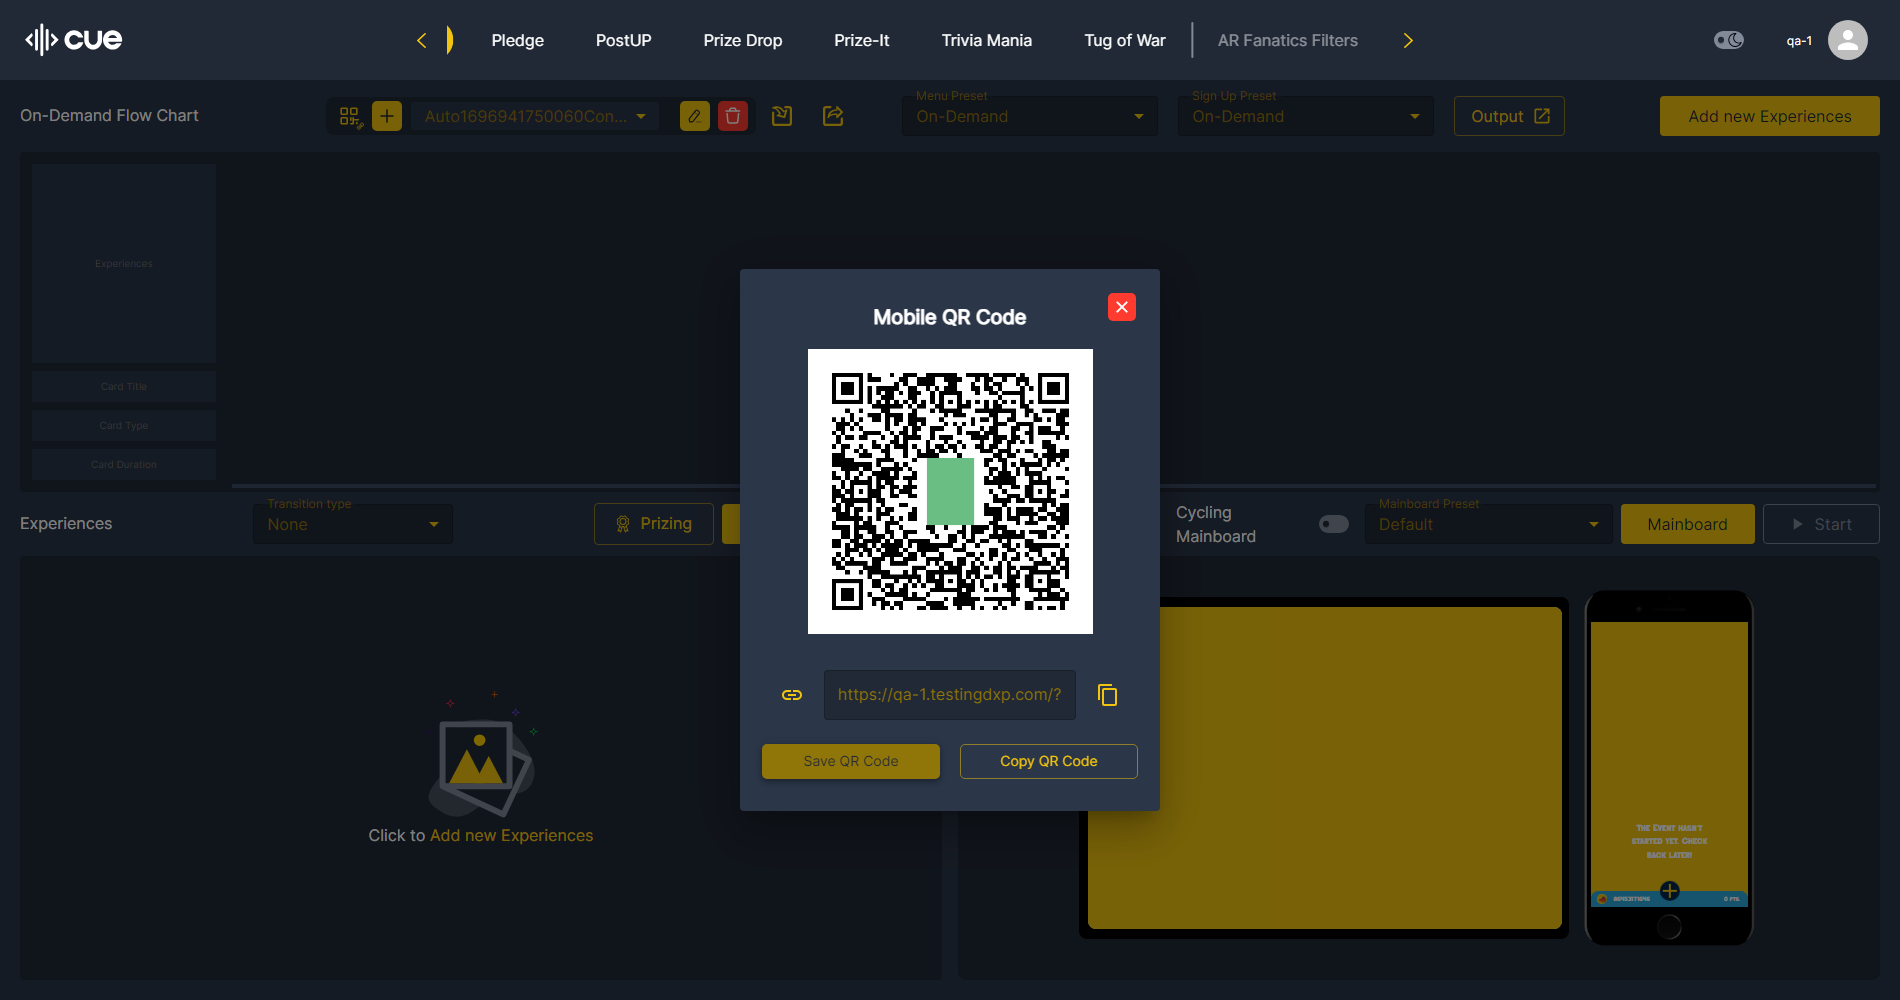 cue
Pledge
PostUP
Prize Drop
Prize-It
Trivia Mania
Tug of War
AR Fanatics Filters
qa-1
On-Demand Flow Chart
Auto1696941750060Con...
Menu Preset
On-Demand
Sign Up Preset
On-Demand
Output
Add new Experiences
Experiences
Card Title
Card Type
Card Duration
Mobile QR Code
https://qa-1.testingdxp.com/?
Save QR Code
Copy QR Code
Experiences
Transition type
None
Prizing
Cycling
Mainboard
Mainboard Preset
Default
Mainboard
Start
Click to Add new Experiences
The Event hasn't
started yet. Check
back later!
0 pts.